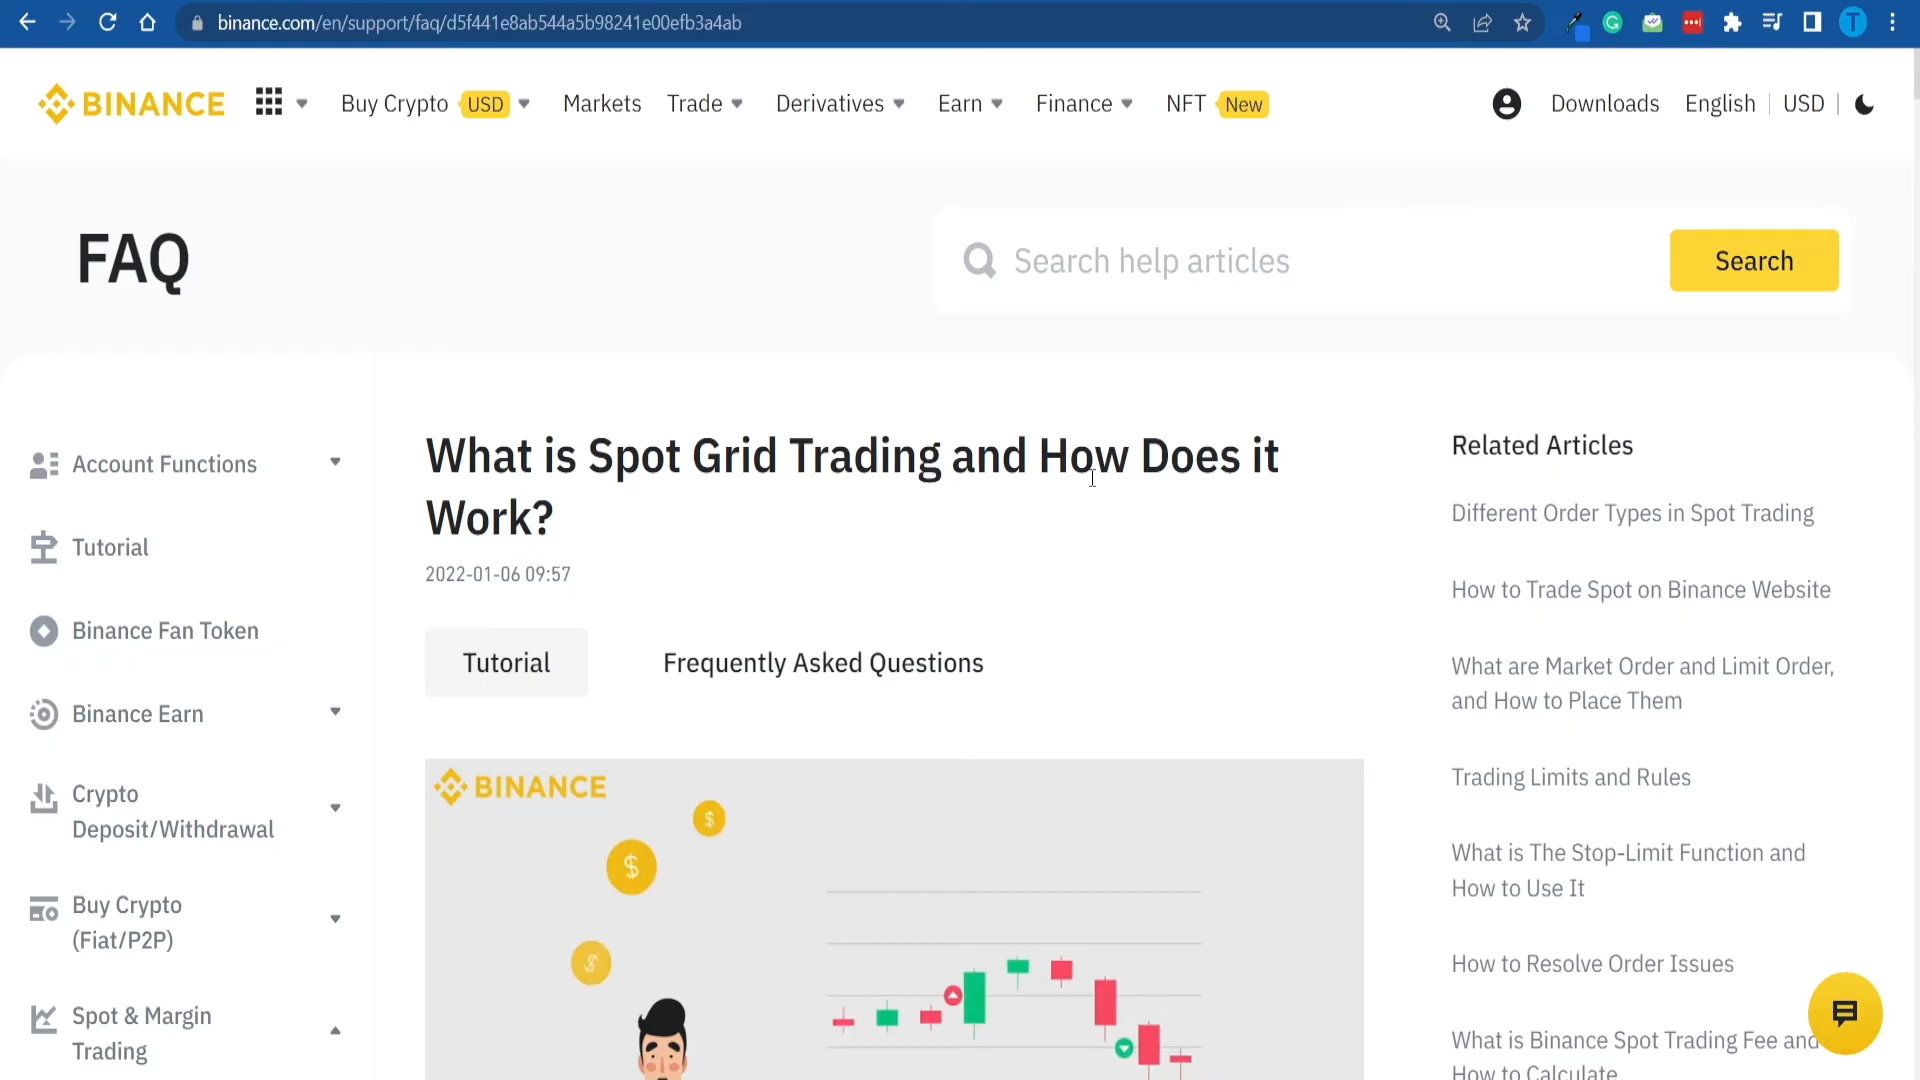 binance.com/en/support/faq/d5f441e8ab544a5b98241e00efb3a4ab
T
BINANCE
Buy Crypto USD
Markets
Trade
Derivatives
Earn
Finance
NFT New
Downloads
English
USD
FAQ
Search help articles
Search
Account Functions
Tutorial
Binance Fan Token
Binance Earn
Crypto
Deposit/Withdrawal
Buy Crypto
(Fiat/P2P)
Spot & Margin
Trading
What is Spot Grid Trading and How Does it
Work?
2022-01-06 09:57
Tutorial
Frequently Asked Questions
BINANCE
$
$
$
Related Articles
Different Order Types in Spot Trading
How to Trade Spot on Binance Website
What are Market Order and Limit Order,
and How to Place Them
Trading Limits and Rules
What is The Stop-Limit Function and
How to Use It
How to Resolve Order Issues
What is Binance Spot Trading Fee and
How to Calculate